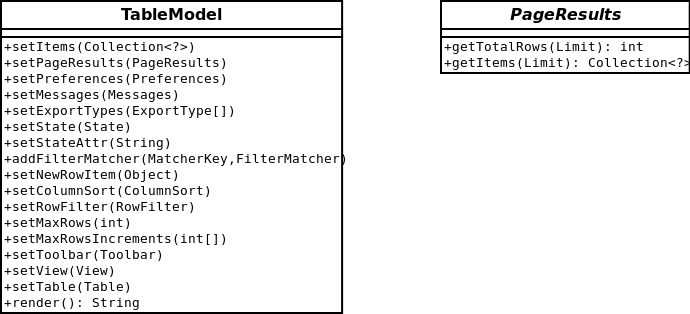 TableModel
+setItems(Collection<?>)
+setPageResults(PageResults)
+setPreferences(Preferences)
+setMessages(Messages)
+setExportTypes(ExportType[])
+setState(State)
+setStateAttr(String)
+addFilterMatcher(MatcherKey,FilterMatcher)
+setNewRowItem(Object)
+setColumnSort(ColumnSort)
+setRowFilter(RowFilter)
+setMaxRows(int)
+setMaxRowsIncrements(int[])
+setToolbar(Toolbar)
+setView(View)
+setTable(Table)
+render(): String
PageResults
+getTotalRows(Limit): int
+getItems(Limit): Collection<?>